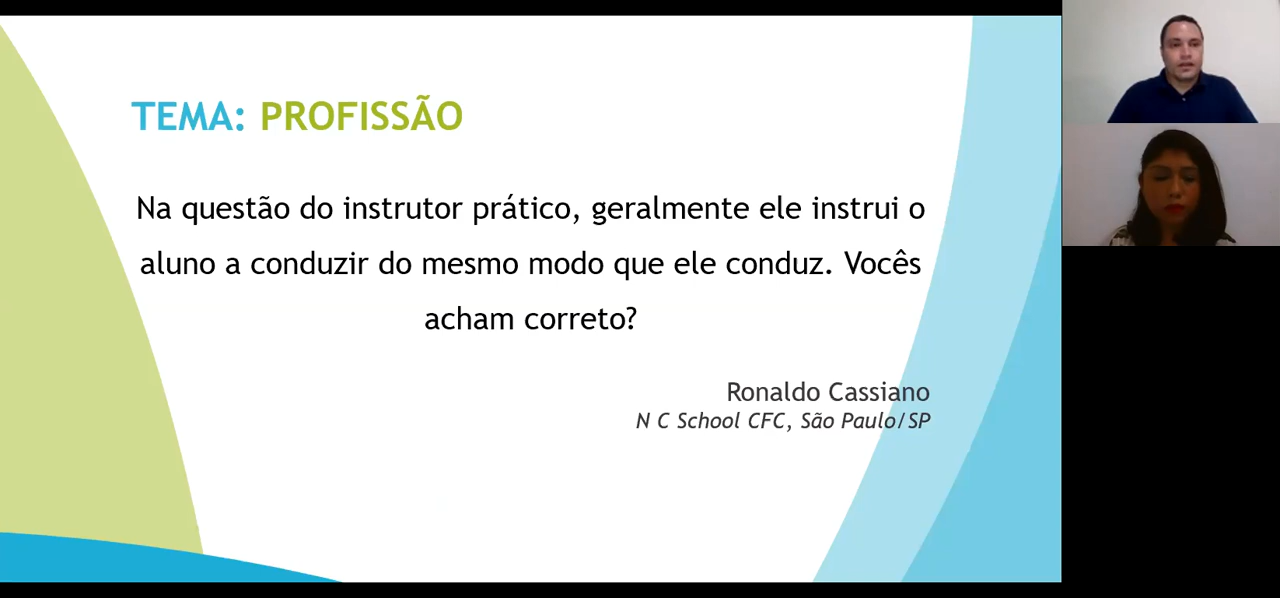 TEMA: PROFISSÃO
Na questão do instrutor prático, geralmente ele instrui o
aluno a conduzir do mesmo modo que ele conduz. Vocês
acham correto?
Ronaldo Cassiano
N C School CFC, São Paulo/SP